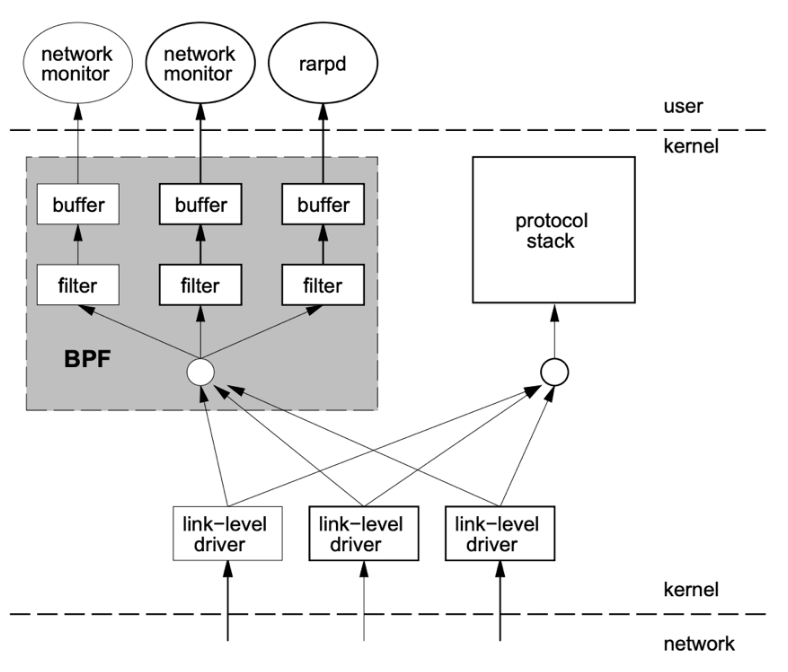 network
monitor
network
monitor
rarpd
user
kernel
buffer
buffer
buffer
protocol
stack
filter
filter
filter
BPF
link–level
driver
link–level
driver
link–level
driver
kernel
network